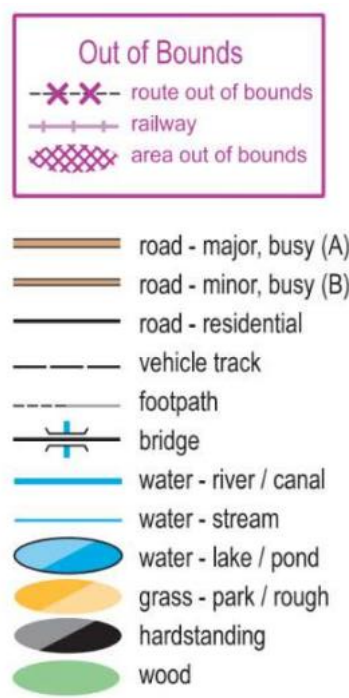 Out of Bounds
route out of bounds
railway
area out of bounds
road - major, busy (A)
road - minor, busy (B)
road - residential
vehicle track
footpath
bridge
water - river / canal
water - stream
water - lake / pond
grass - park / rough
hardstanding
wood